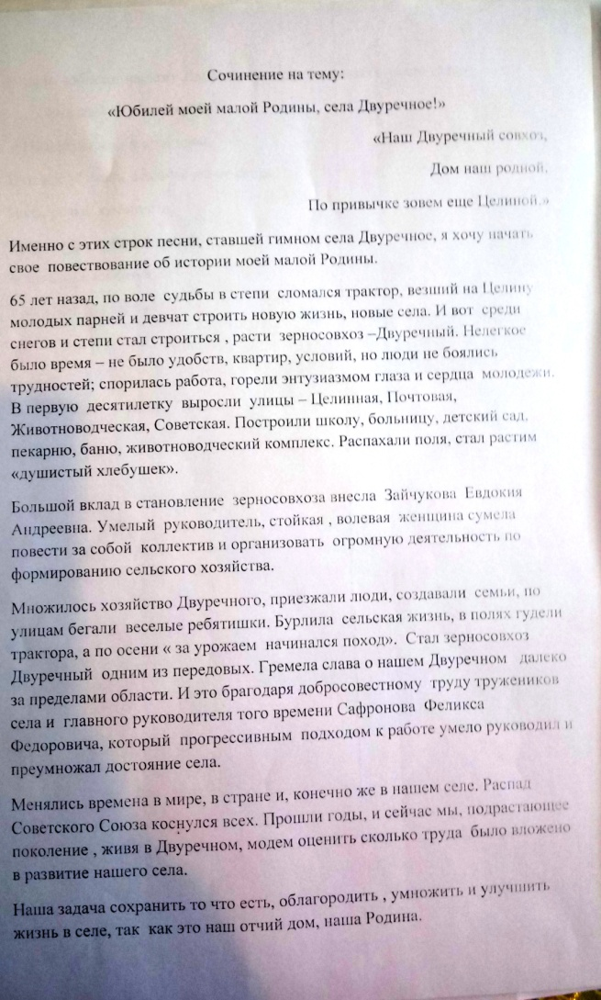 Сочинение на тему:
«Юбилей моей малой Родины, села Двуречное!»
«Наш Двуречный совхоз,
Дом наш родной,
По привычке зовем еще Целиной.»
Именно с этих строк песни, ставшей гимном села Двуречное, я хочу начать
свое повествование об истории моей малой Родины.
65 лет назад, по воле судьбы в степи сломался трактор, везший на Целину
молодых парней и девчат строить новую жизнь, новые села. И вот среди
снегов и степи стал строиться , расти зерносовхоз –Двуречный. Нелегкое
было время – не было удобств, квартир, условий, но люди не боялись
трудностей; спорилась работа, горели энтузиазмом глаза и сердца молодежи.
В первую десятилетку выросли улицы – Целинная, Почтовая,
Животноводческая, Советская. Построили школу, больницу, детский сад,
пекарню, баню, животноводческий комплекс. Распахали поля, стал растим
«душистый хлебушек».
Большой вклад в становление зерносовхоза внесла Зайчукова Евдокия
Андреевна. Умелый руководитель, стойкая , волевая женщина сумела
повести за собой коллектив и организовать огромную деятельность по
формированию сельского хозяйства.
Множилось хозяйство Двуречного, приезжали люди, создавали семьи, по
улицам бегали веселые ребятишки. Бурлила сельская жизнь, в полях гудели
трактора, а по осени « за урожаем начинался поход». Стал зерносовхоз
Двуречный одним из передовых. Гремела слава о нашем Двуречном далеко
за пределами области. И это благодаря добросовестному труду тружеников
села и главного руководителя того времени Сафронова Феликса
Федоровича, который прогрессивным подходом к работе умело руководил и
преумножал достояние села.
Менялись времена в мире, в стране и, конечно же в нашем селе. Распад
Советского Союза коснулся всех. Прошли годы, и сейчас мы, подрастающее
поколение , живя в Двуречном, модем оценить сколько труда было вложено
в развитие нашего села.
Наша задача сохранить то что есть, облагородить , умножить и улучшить
жизнь в селе, так как это наш отчий дом, наша Родина.